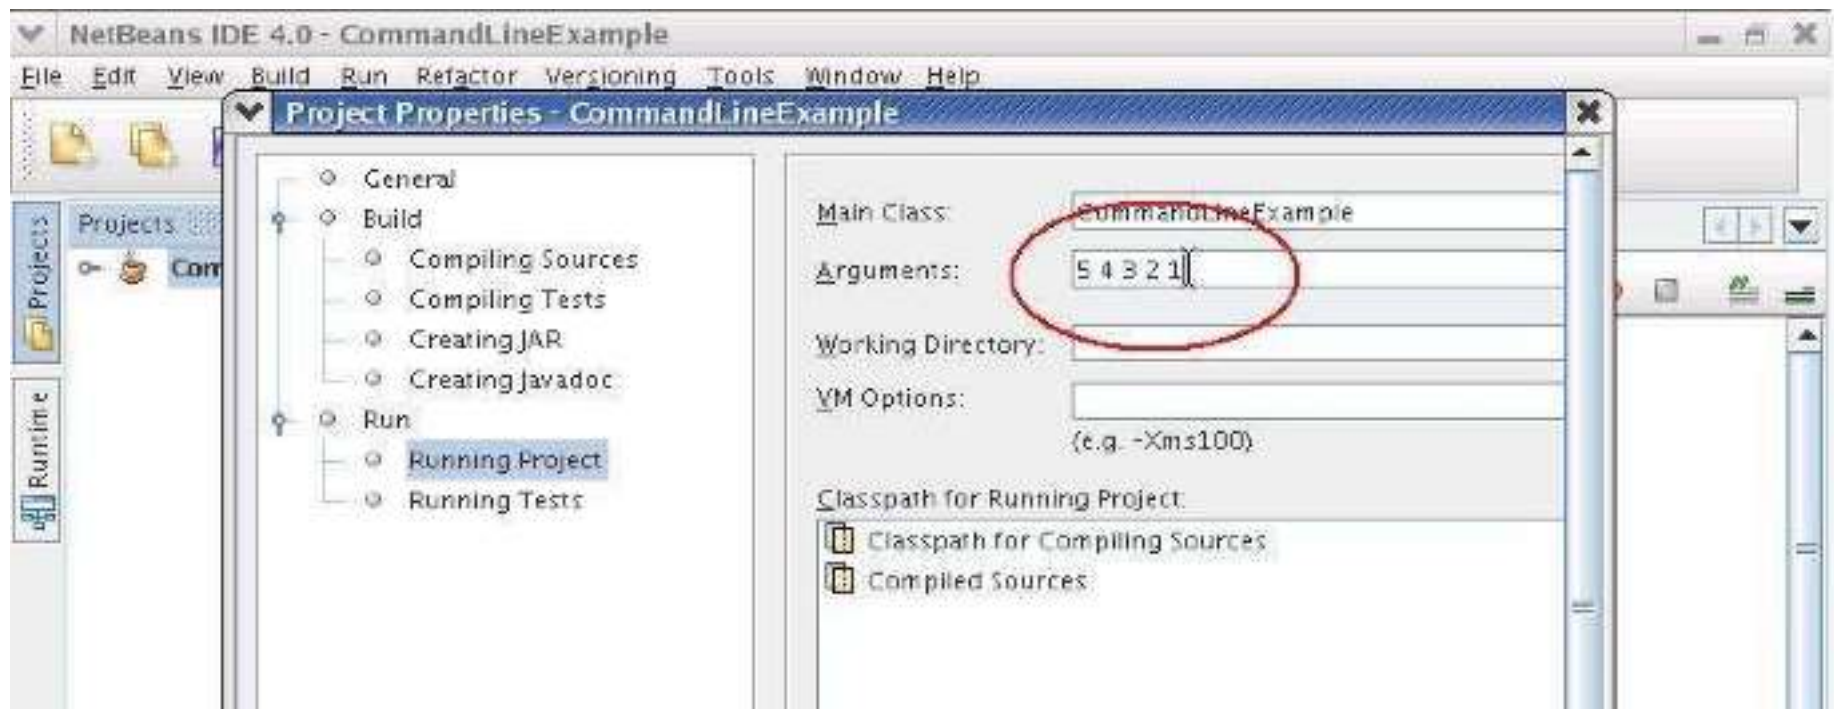 NetBeans IDE 4.0 - CommandLineExample
File Edit View Build Run Refactor Versioning Tools Window Help
Project Properties - CommandLineExample
Projects
Runtime
Projects
Com
General
Build
Compiling Sources
Compiling Tests
Creating JAR
Creating Javadoc
Run
Running Project
Running Tests
Main Class: CommandLineExample
Arguments: 5 4 3 2 1
Working Directory:
VM Options:
(e.g. -Xms100)
Classpath for Running Project:
Classpath for Compiling Sources
Compiled Sources